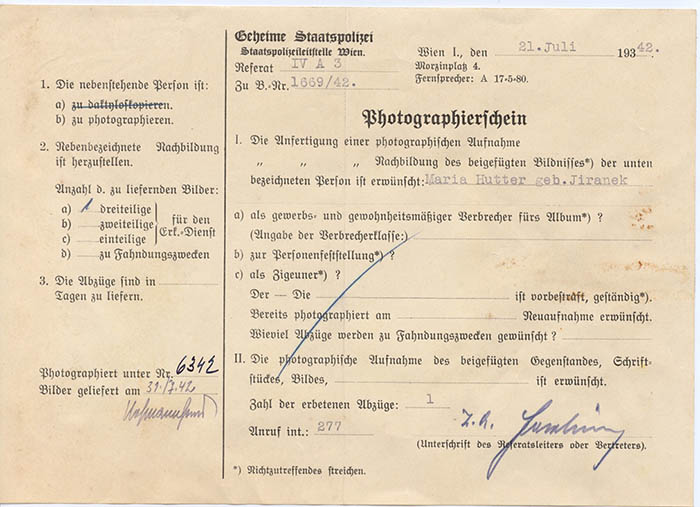 1. Die nebenstehende Person ist:
a) zu daktyloskopieren.
b) zu photographieren.
2. Nebenbezeichnete Nachbildung
ist herzustellen.
Anzahl d. zu liefernden Bilder:
a) 1 dreiteilige
b) zweiteilige
c) einteilige
für den
Erk.-Dienst
d) zu Fahndungszwecken
3. Die Abzüge sind in
Tagen zu liefern.
Photographiert unter Nr. 6342
Bilder geliefert am 31./7.42
Geheime Staatspolizei
Staatspolizeileitstelle Wien.
Referat IV A 3
Zu B.-Nr. 1669/42.
Wien I., den 21.Juli 1942.
Morzinplatz 4.
Fernsprecher: A 17-5-80.
Photographierschein
I. Die Anfertigung einer photographischen Aufnahme
„ „ „ Nachbildung des beigefügten Bildnisses*) der unten
bezeichneten Person ist erwünscht: Maria Hutter geb.Jiranek
a) als gewerbs- und gewohnheitsmäßiger Verbrecher fürs Album*) ?
(Angabe der Verbrecherklasse:)
b) zur Personenfeststellung*) ?
c) als Zigeuner*) ?
Der — Die ist vorbestraft, geständig*).
Bereits photographiert am Neuaufnahme erwünscht.
Wieviel Abzüge werden zu Fahndungszwecken gewünscht ?
II. Die photographische Aufnahme des beigefügten Gegenstandes, Schrift-
stückes, Bildes, ist erwünscht.
Zahl der erbetenen Abzüge: 1
Anruf int.: 277
(Unterschrift des Referatsleiters oder Vertreters).
*) Nichtzutreffendes streichen.